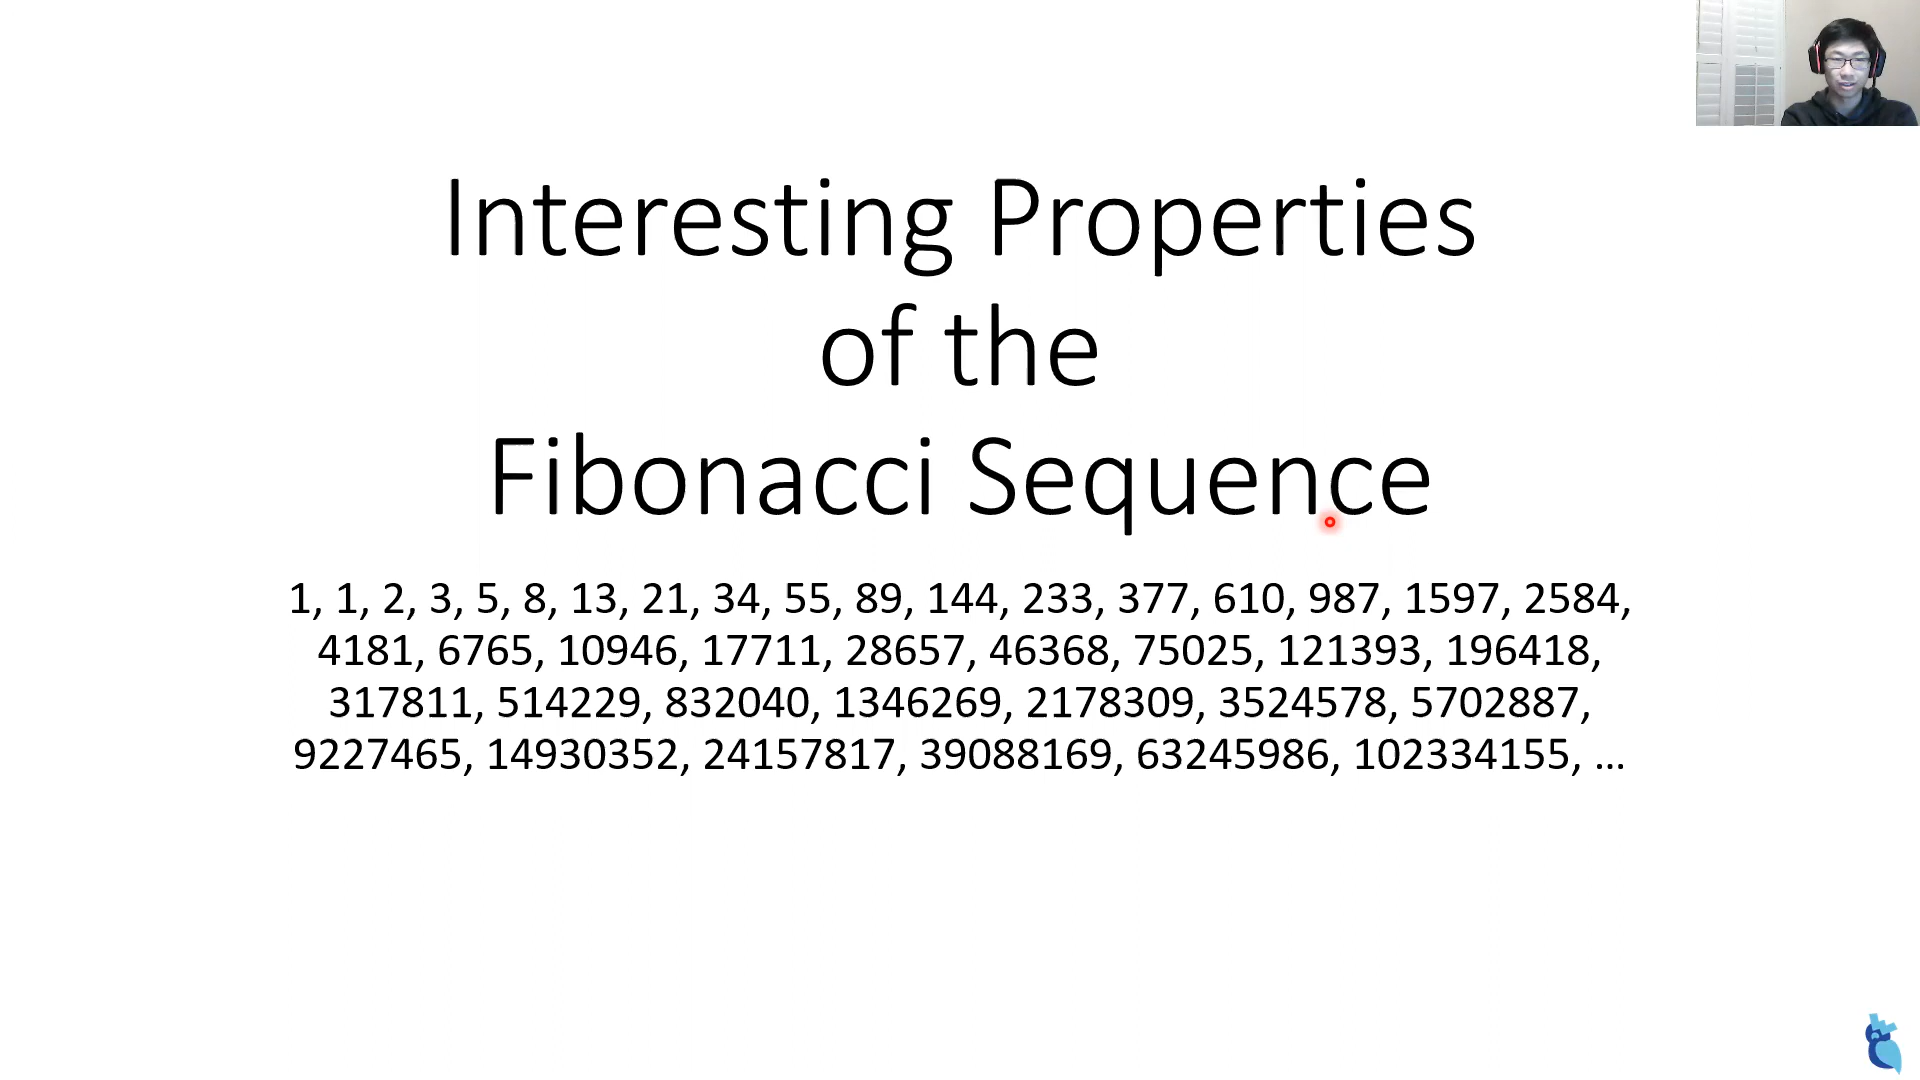 Interesting Properties
of the
Fibonacci Sequence
1, 1, 2, 3, 5, 8, 13, 21, 34, 55, 89, 144, 233, 377, 610, 987, 1597, 2584,
4181, 6765, 10946, 17711, 28657, 46368, 75025, 121393, 196418,
317811, 514229, 832040, 1346269, 2178309, 3524578, 5702887,
9227465, 14930352, 24157817, 39088169, 63245986, 102334155, ...